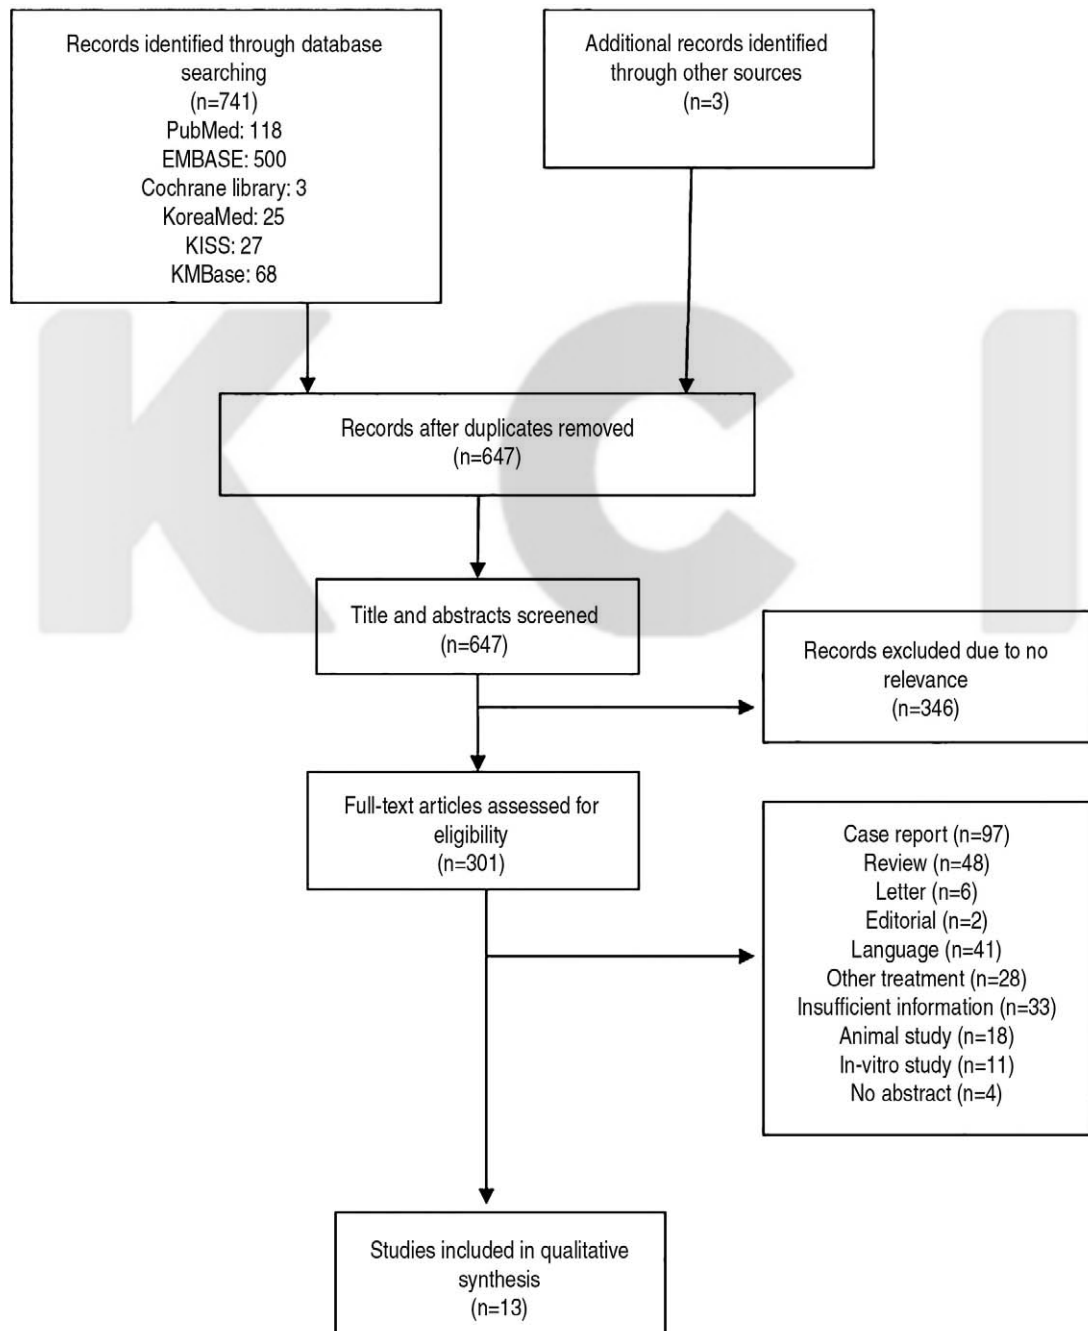 Records identified through database
searching
(n=741)
PubMed: 118
EMBASE: 500
Cochrane library: 3
KoreaMed: 25
KISS: 27
KMBase: 68
Additional records identified
through other sources
(n=3)
Records after duplicates removed
(n=647)
Title and abstracts screened
(n=647)
Records excluded due to no
relevance
(n=346)
Full-text articles assessed for
eligibility
(n=301)
Case report (n=97)
Review (n=48)
Letter (n=6)
Editorial (n=2)
Language (n=41)
Other treatment (n=28)
Insufficient information (n=33)
Animal study (n=18)
In-vitro study (n=11)
No abstract (n=4)
Studies included in qualitative
synthesis
(n=13)
KCI